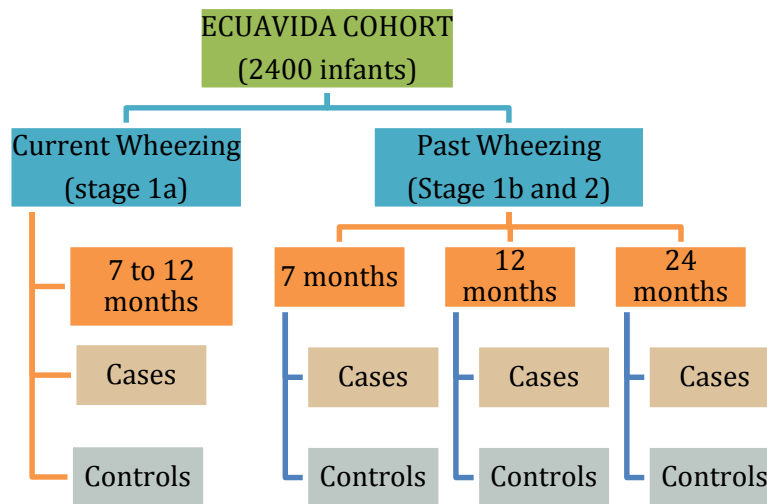 ECUAVIDA COHORT
(2400 infants)
Current Wheezing
(stage 1a)
Past Wheezing
(Stage 1b and 2)
7 to 12
months
7 months
12
months
24
months
Cases
Cases
Cases
Cases
Controls
Controls
Controls
Controls